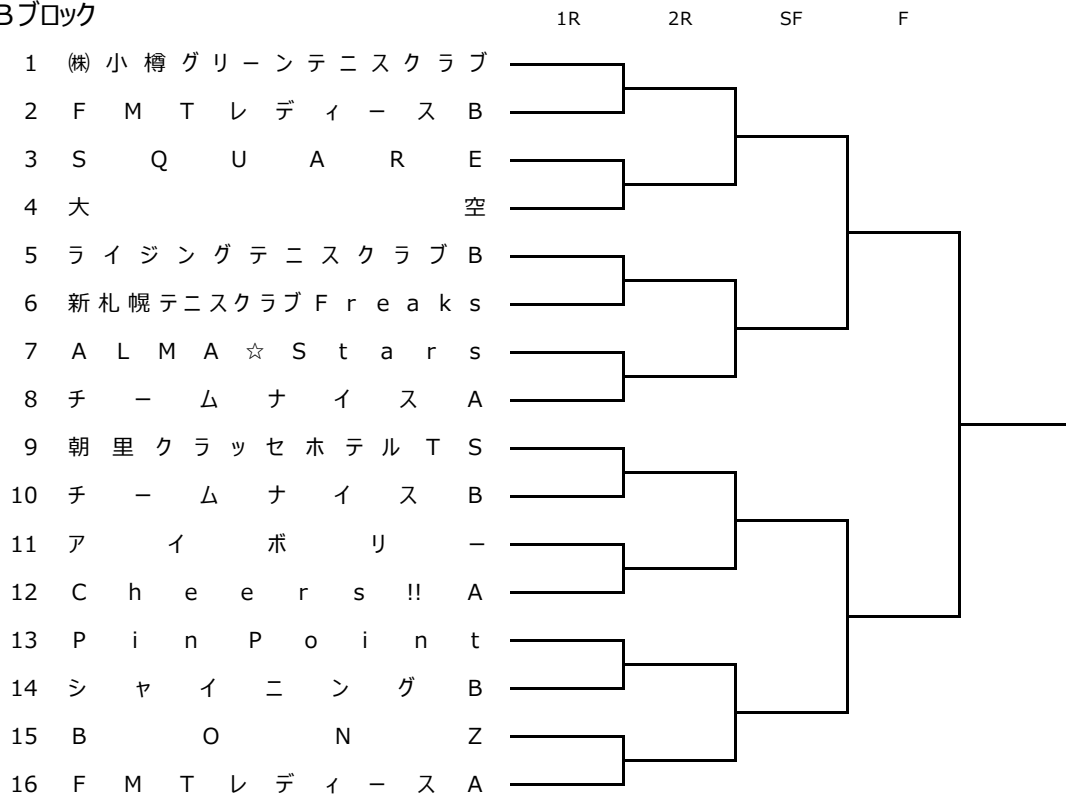 Bブロック
1R 2R SF F
1 ㈱小樽グリーンテニスクラブ
2 FMTレディースB
3 SQUARE
4 大空
5 ライジングテニスクラブB
6 新札幌テニスクラブFreaks
7 ALMA☆Stars
8 チームナイスA
9 朝里クラッセホテルTS
10 チームナイスB
11 アイボリー
12 Cheers!!A
13 PinPoint
14 シャイニングB
15 BONZ
16 FMTレディースA